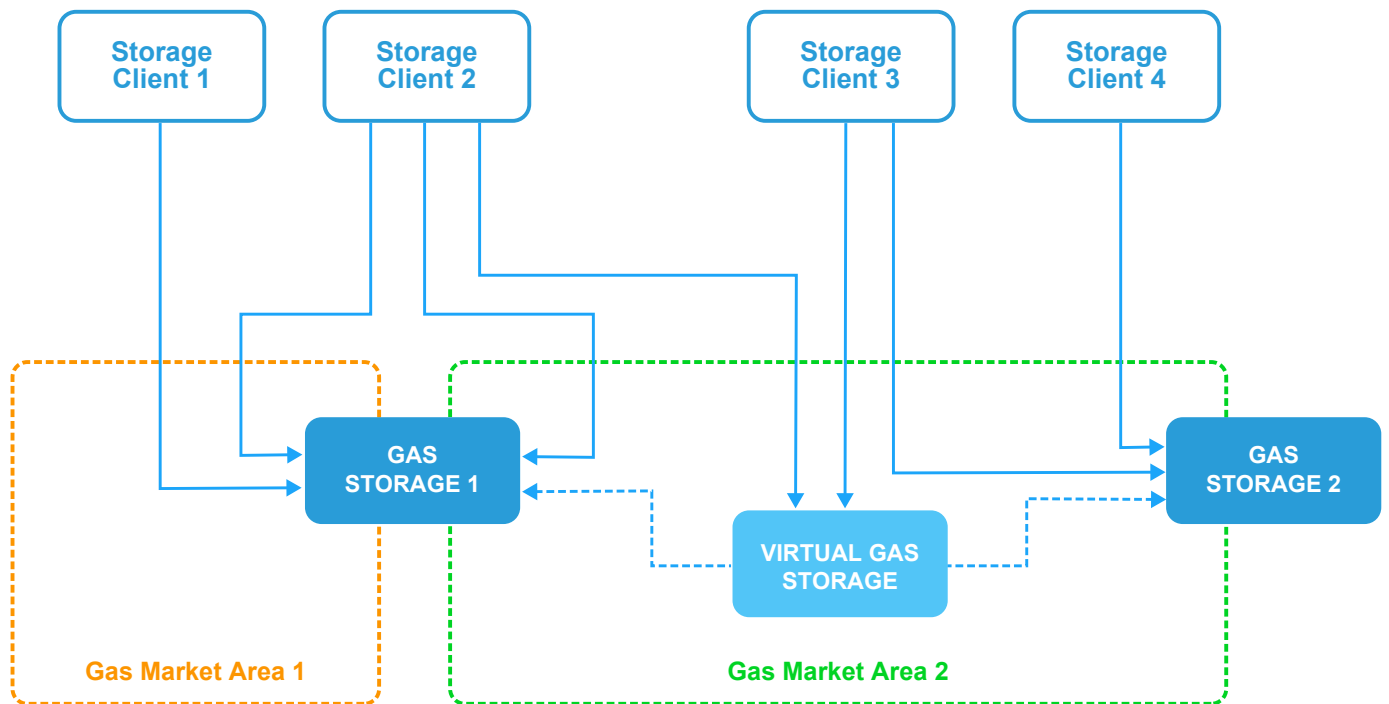 Storage
Client 1
Storage
Client 2
Storage
Client 3
Storage
Client 4
GAS
STORAGE 1
GAS
STORAGE 2
VIRTUAL GAS
STORAGE
Gas Market Area 1
Gas Market Area 2